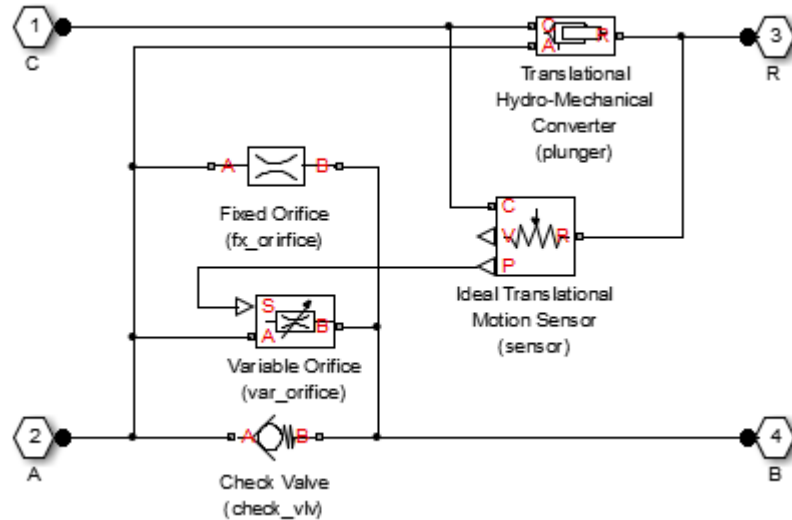 1
C
C
A
R
3
R
Translational
Hydro-Mechanical
Converter
(plunger)
A
B
Fixed Orifice
(fx_orirfice)
C
V
R
P
Ideal Translational
Motion Sensor
(sensor)
S
A
B
Variable Orifice
(var_orifice)
2
A
A
B
Check Valve
(check_vlv)
4
B